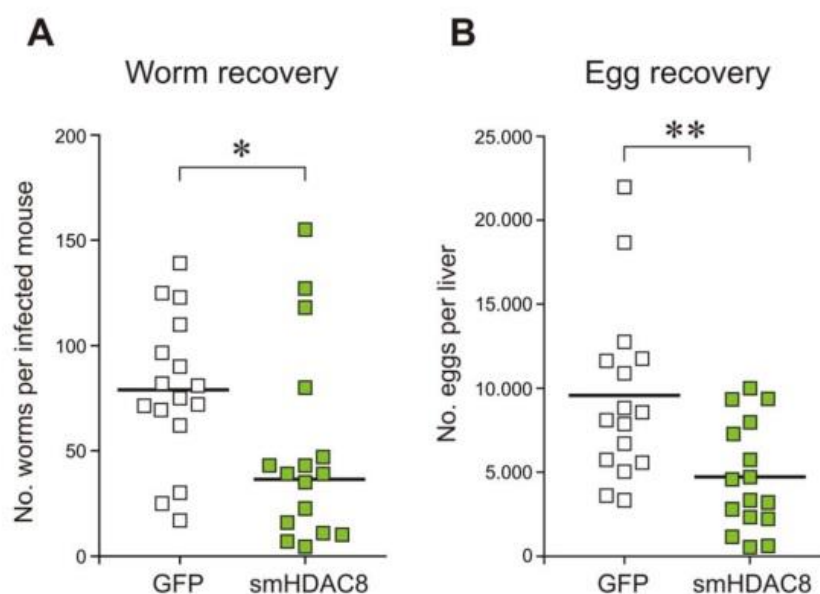 A
Worm recovery
No. worms per infected mouse
200
150
100
50
0
*
GFP
smHDAC8
B
Egg recovery
No. eggs per liver
25.000
20.000
15.000
10.000
5.000
0
**
GFP
smHDAC8